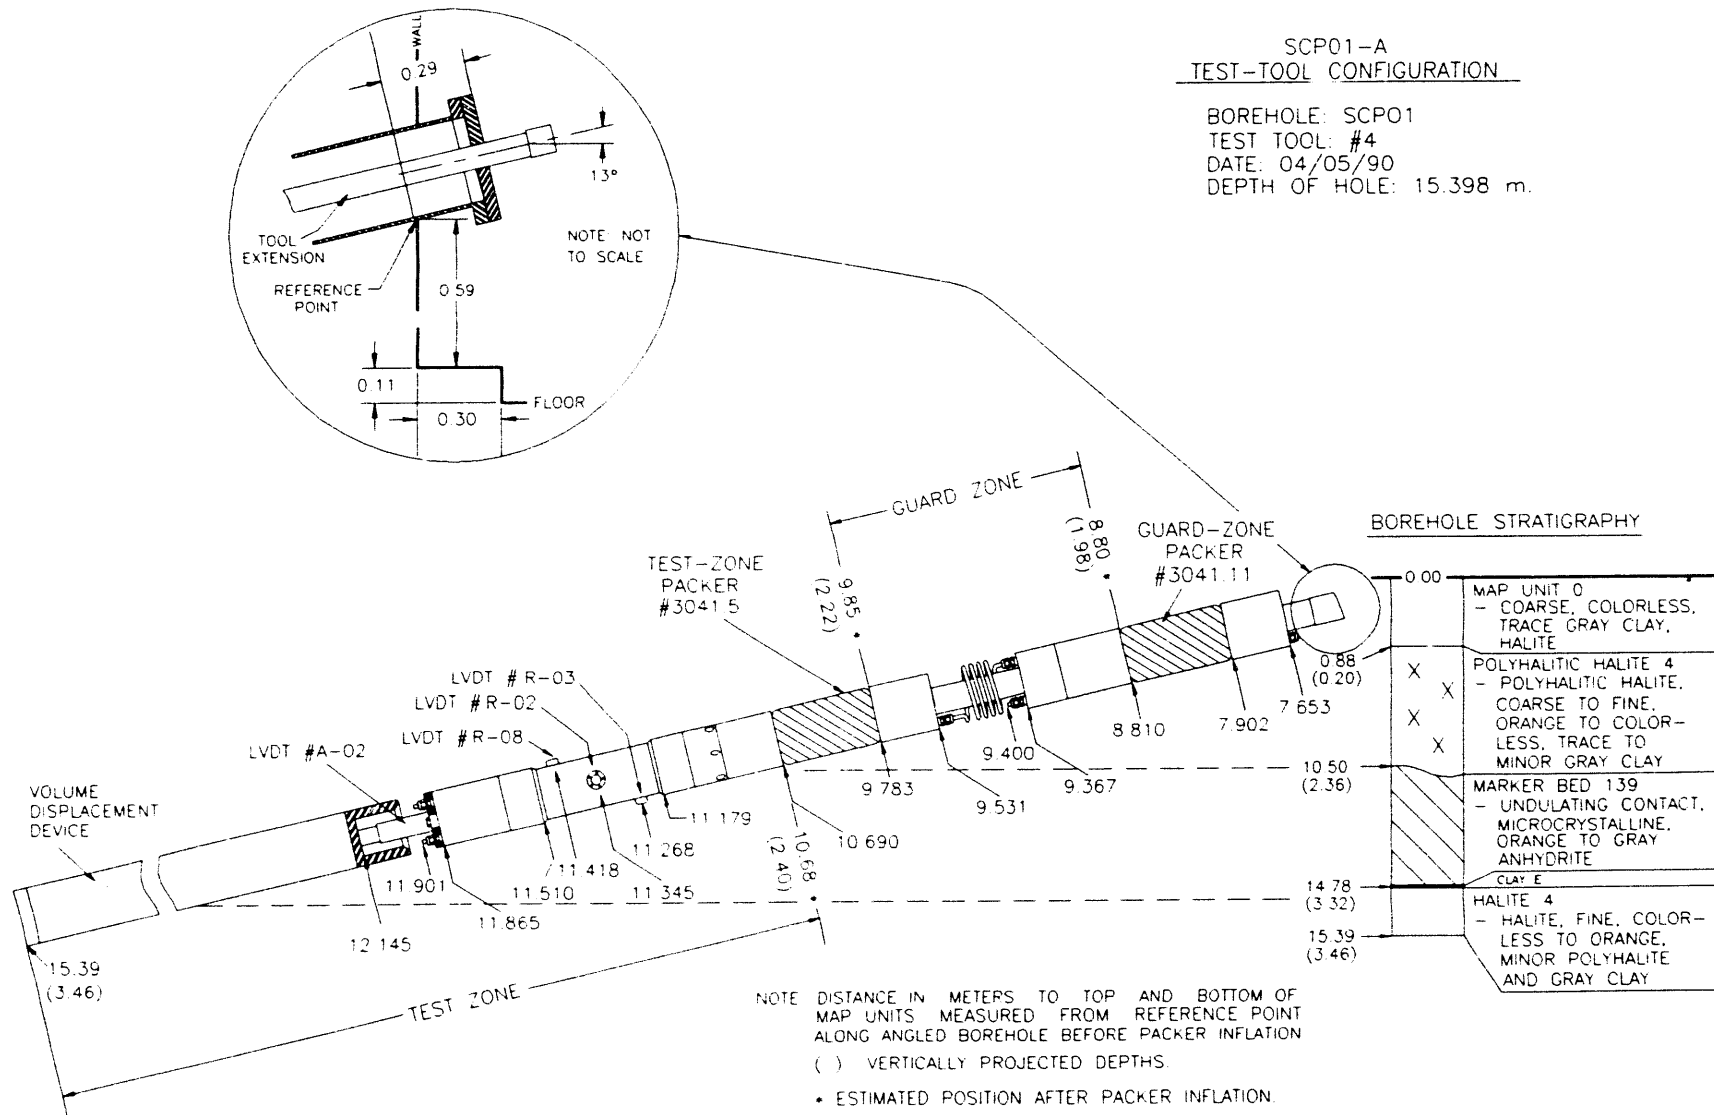 SCP01-A
TEST-TOOL CONFIGURATION
BOREHOLE: SCP01
TEST TOOL: #4
DATE: 04/05/90
DEPTH OF HOLE: 15.398 m.
WALL
0.29
13°
TOOL
EXTENSION
REFERENCE
POINT
NOTE: NOT
TO SCALE
0.59
0.11
0.30
FLOOR
GUARD ZONE
8.80 *
(1.98)
9.85 *
(2.22)
GUARD-ZONE
PACKER
#3041.11
TEST-ZONE
PACKER
#3041.5
LVDT #R-03
LVDT #R-02
LVDT #R-08
LVDT #A-02
VOLUME
DISPLACEMENT
DEVICE
7.653
7.902
8.810
9.367
9.400
9.531
9.783
10.690
10.68 *
(2.40)
11.179
11.268
11.345
11.418
11.510
11.865
11.901
12.145
15.39
(3.46)
TEST ZONE
BOREHOLE STRATIGRAPHY
0.00
MAP UNIT 0
- COARSE, COLORLESS,
TRACE GRAY CLAY,
HALITE
0.88
(0.20)
POLYHALITIC HALITE 4
- POLYHALITIC HALITE,
COARSE TO FINE,
ORANGE TO COLOR-
LESS, TRACE TO
MINOR GRAY CLAY
10.50
(2.36)
MARKER BED 139
- UNDULATING CONTACT,
MICROCRYSTALLINE,
ORANGE TO GRAY
ANHYDRITE
CLAY E
14.78
(3.32)
HALITE 4
- HALITE, FINE, COLOR-
LESS TO ORANGE,
MINOR POLYHALITE
AND GRAY CLAY
15.39
(3.46)
NOTE DISTANCE IN METERS TO TOP AND BOTTOM OF
MAP UNITS MEASURED FROM REFERENCE POINT
ALONG ANGLED BOREHOLE BEFORE PACKER INFLATION
( ) VERTICALLY PROJECTED DEPTHS.
* ESTIMATED POSITION AFTER PACKER INFLATION.